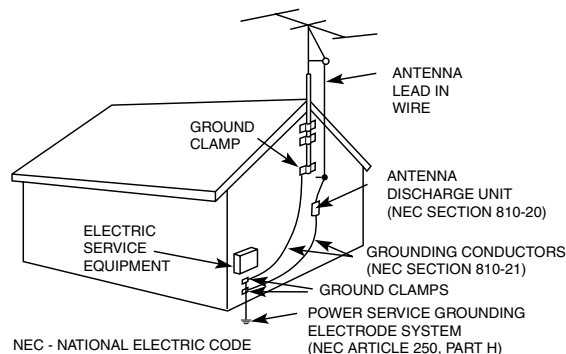 ANTENNA
LEAD IN
WIRE
GROUND
CLAMP
ANTENNA
DISCHARGE UNIT
(NEC SECTION 810-20)
ELECTRIC
SERVICE
EQUIPMENT
GROUNDING CONDUCTORS
(NEC SECTION 810-21)
GROUND CLAMPS
POWER SERVICE GROUNDING
ELECTRODE SYSTEM
(NEC ARTICLE 250, PART H)
NEC - NATIONAL ELECTRIC CODE